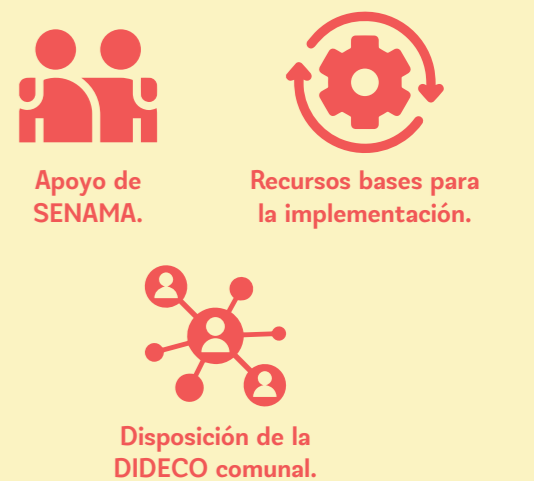 Apoyo de
SENAMA.
Recursos bases para
la implementación.
Disposición de la
DIDECO comunal.